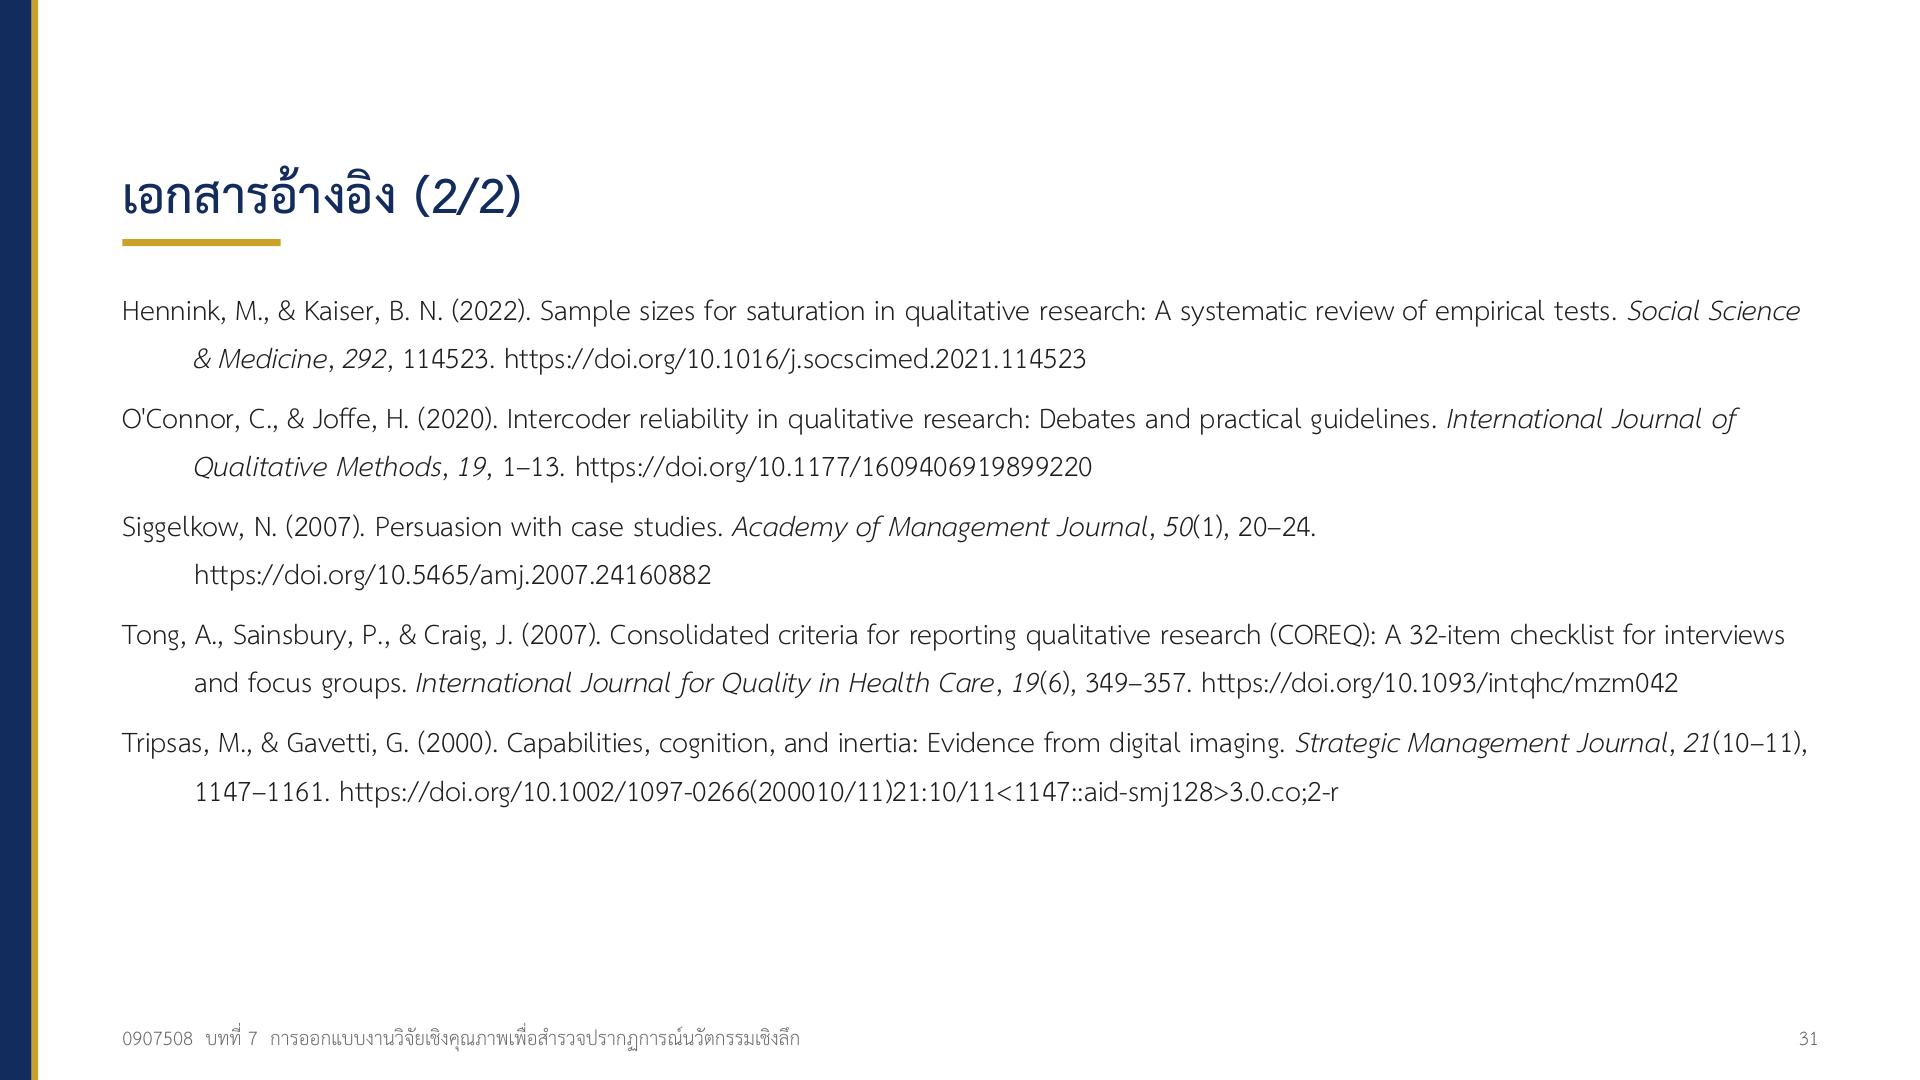 เอกสารอ้างอิง (2/2)
Hennink, M., & Kaiser, B. N. (2022). Sample sizes for saturation in qualitative research: A systematic review of empirical tests. Social Science
& Medicine, 292, 114523. https://doi.org/10.1016/j.socscimed.2021.114523
O'Connor, C., & Joffe, H. (2020). Intercoder reliability in qualitative research: Debates and practical guidelines. International Journal of
Qualitative Methods, 19, 1–13. https://doi.org/10.1177/1609406919899220
Siggelkow, N. (2007). Persuasion with case studies. Academy of Management Journal, 50(1), 20–24.
https://doi.org/10.5465/amj.2007.24160882
Tong, A., Sainsbury, P., & Craig, J. (2007). Consolidated criteria for reporting qualitative research (COREQ): A 32-item checklist for interviews
and focus groups. International Journal for Quality in Health Care, 19(6), 349–357. https://doi.org/10.1093/intqhc/mzm042
Tripsas, M., & Gavetti, G. (2000). Capabilities, cognition, and inertia: Evidence from digital imaging. Strategic Management Journal, 21(10–11),
1147–1161. https://doi.org/10.1002/1097-0266(200010/11)21:10/11<1147::aid-smj128>3.0.co;2-r
0907508 บทที่ 7 การออกแบบงานวิจัยเชิงคุณภาพเพื่อสำรวจปรากฏการณ์นวัตกรรมเชิงลึก
31